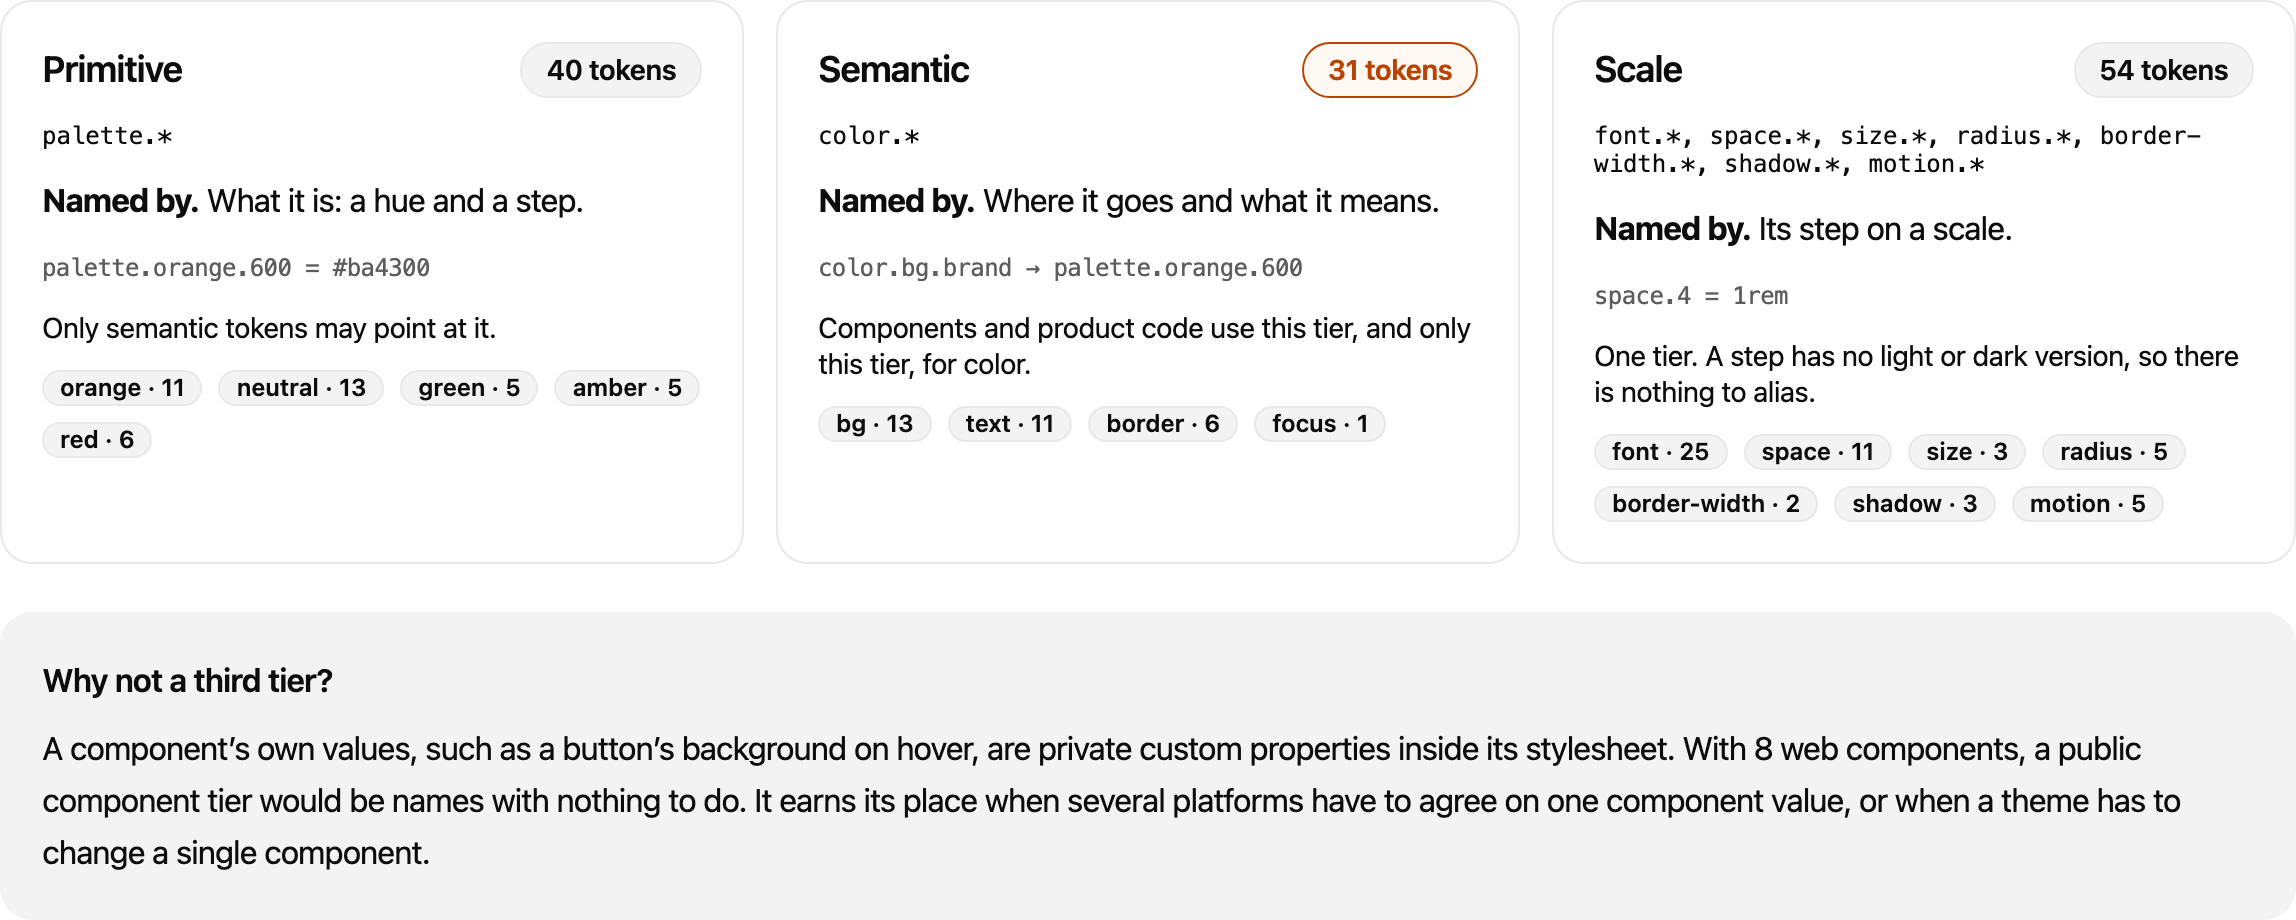 Primitive
40 tokens
palette.*
Named by. What it is: a hue and a step.
palette.orange.600 = #ba4300
Only semantic tokens may point at it.
orange · 11
neutral · 13
green · 5
amber · 5
red · 6
Semantic
31 tokens
color.*
Named by. Where it goes and what it means.
color.bg.brand → palette.orange.600
Components and product code use this tier, and only
this tier, for color.
bg · 13
text · 11
border · 6
focus · 1
Scale
54 tokens
font.*, space.*, size.*, radius.*, border-
width.*, shadow.*, motion.*
Named by. Its step on a scale.
space.4 = 1rem
One tier. A step has no light or dark version, so there
is nothing to alias.
font · 25
space · 11
size · 3
radius · 5
border-width · 2
shadow · 3
motion · 5
Why not a third tier?
A component’s own values, such as a button’s background on hover, are private custom properties inside its stylesheet. With 8 web components, a public
component tier would be names with nothing to do. It earns its place when several platforms have to agree on one component value, or when a theme has to
change a single component.